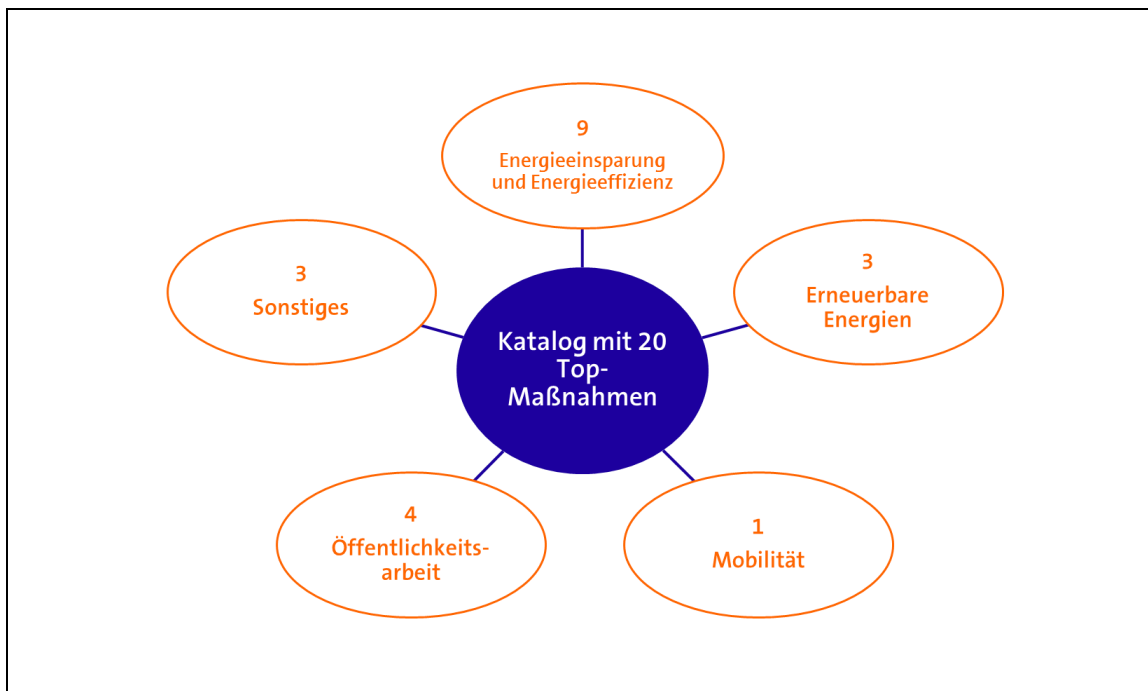 9
Energieeinsparung
und Energieeffizienz
3
Sonstiges
3
Erneuerbare
Energien
Katalog mit 20
Top-
Maßnahmen
4
Öffentlichkeits-
arbeit
1
Mobilität